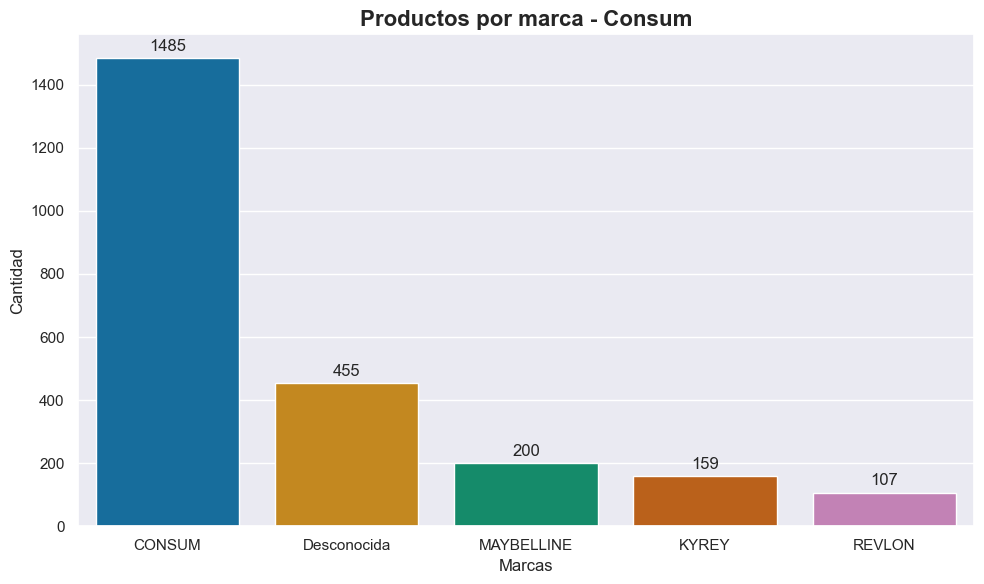 Productos por marca - Consum
1485
1400
1200
1000
800
600
400
200
0
Cantidad
455
200
159
107
CONSUM
Desconocida
MAYBELLINE
KYREY
REVLON
Marcas